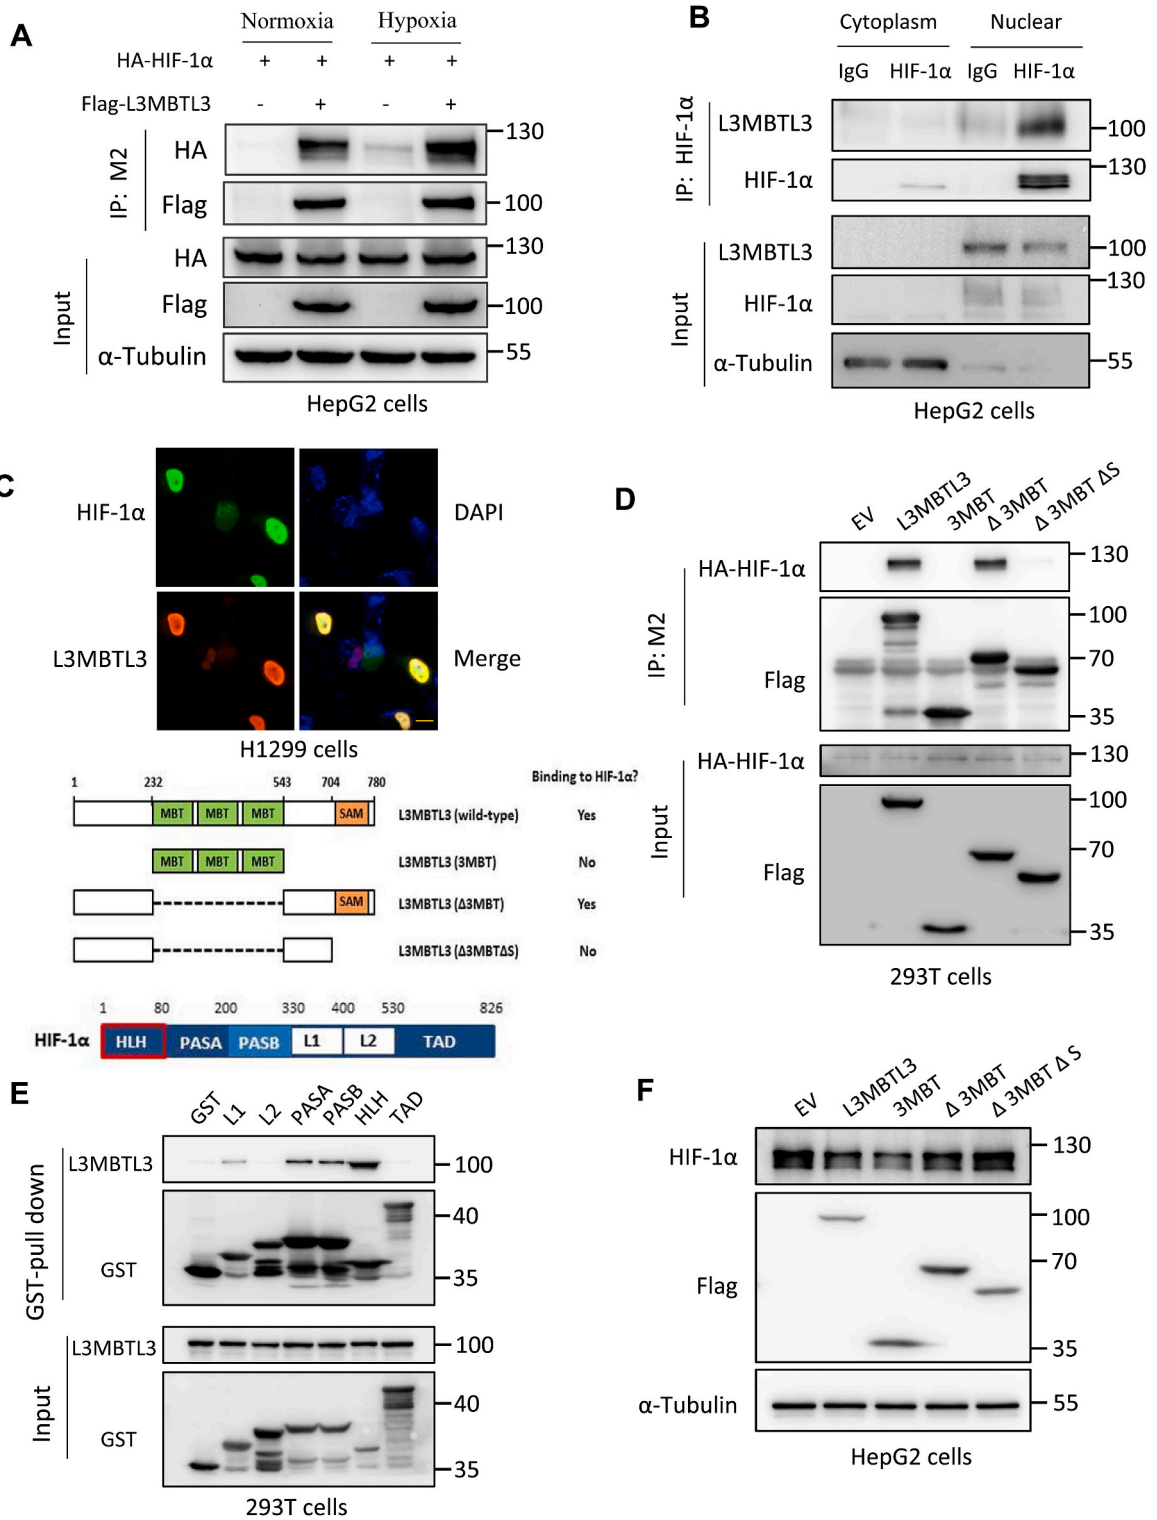 A
Normoxia Hypoxia
HA-HIF-1α + + + +
Flag-L3MBTL3 - + - +
IP: M2
HA 130
Flag 100
Input
HA 130
Flag 100
α-Tubulin 55
HepG2 cells
B
Cytoplasm Nuclear
IgG HIF-1α IgG HIF-1α
IP: HIF-1α
L3MBTL3 100
HIF-1α 130
Input
L3MBTL3 100
HIF-1α 130
α-Tubulin 55
HepG2 cells
C
HIF-1α DAPI
L3MBTL3 Merge
H1299 cells
1 232 543 704 780 Binding to HIF-1α?
MBT MBT MBT SAM L3MBTL3 (wild-type) Yes
MBT MBT MBT L3MBTL3 (3MBT) No
SAM L3MBTL3 (Δ3MBT) Yes
L3MBTL3 (Δ3MBTΔS) No
1 80 200 330 400 530 826
HIF-1α HLH PASA PASB L1 L2 TAD
D
EV L3MBTL3 3MBT Δ 3MBT Δ 3MBT ΔS
IP: M2
HA-HIF-1α 130
Flag 100
70
35
Input
HA-HIF-1α 130
Flag 100
70
35
293T cells
E
GST L1 L2 PASA PASB HLH TAD
GST-pull down
L3MBTL3 100
GST 40
35
Input
L3MBTL3 100
GST 40
35
293T cells
F
EV L3MBTL3 3MBT Δ 3MBT Δ 3MBT Δ S
HIF-1α 130
Flag 100
70
35
α-Tubulin 55
HepG2 cells